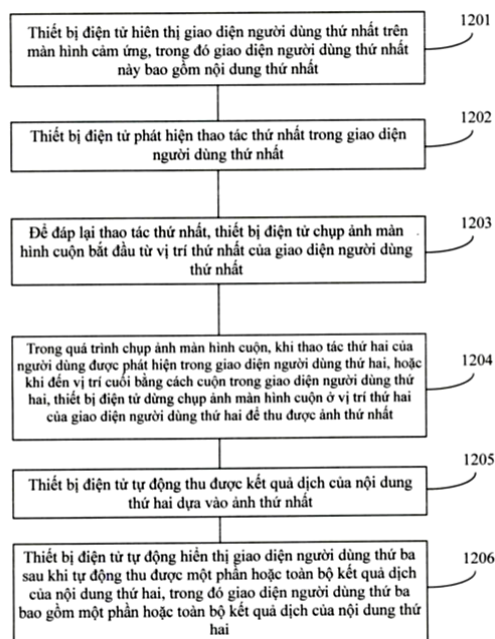 1201
Thiết bị điện tử hiên thị giao diện người dùng thứ nhất trên
màn hình cảm ứng, trong đó giao diện người dùng thứ nhất
này bao gồm nội dung thứ nhất
1202
Thiết bị điện tử phát hiện thao tác thứ nhất trong giao diện
người dùng thứ nhất
1203
Để đáp lại thao tác thứ nhất, thiết bị điện tử chụp ảnh màn
hình cuộn bắt đầu từ vị trí thứ nhất của giao diện người dùng
thứ nhất
1204
Trong quá trình chụp ảnh màn hình cuộn, khi thao tác thứ hai của
người dùng được phát hiện trong giao diện người dùng thứ hai, hoặc
khi đến vị trí cuối bằng cách cuộn trong giao diện người dùng thứ
hai, thiết bị điện tử dừng chụp ảnh màn hình cuộn ở vị trí thứ hai
của giao diện người dùng thứ hai để thu được ảnh thứ nhất
1205
Thiết bị điện tử tự động thu được kết quả dịch của nội dung
thứ hai dựa vào ảnh thứ nhất
1206
Thiết bị điện tử tự động hiển thị giao diện người dùng thứ ba
sau khi tự động thu được một phần hoặc toàn bộ kết quả dịch
của nội dung thứ hai, trong đó giao diện người dùng thứ ba
bao gồm một phần hoặc toàn bộ kết quả dịch của nội dung thứ
hai